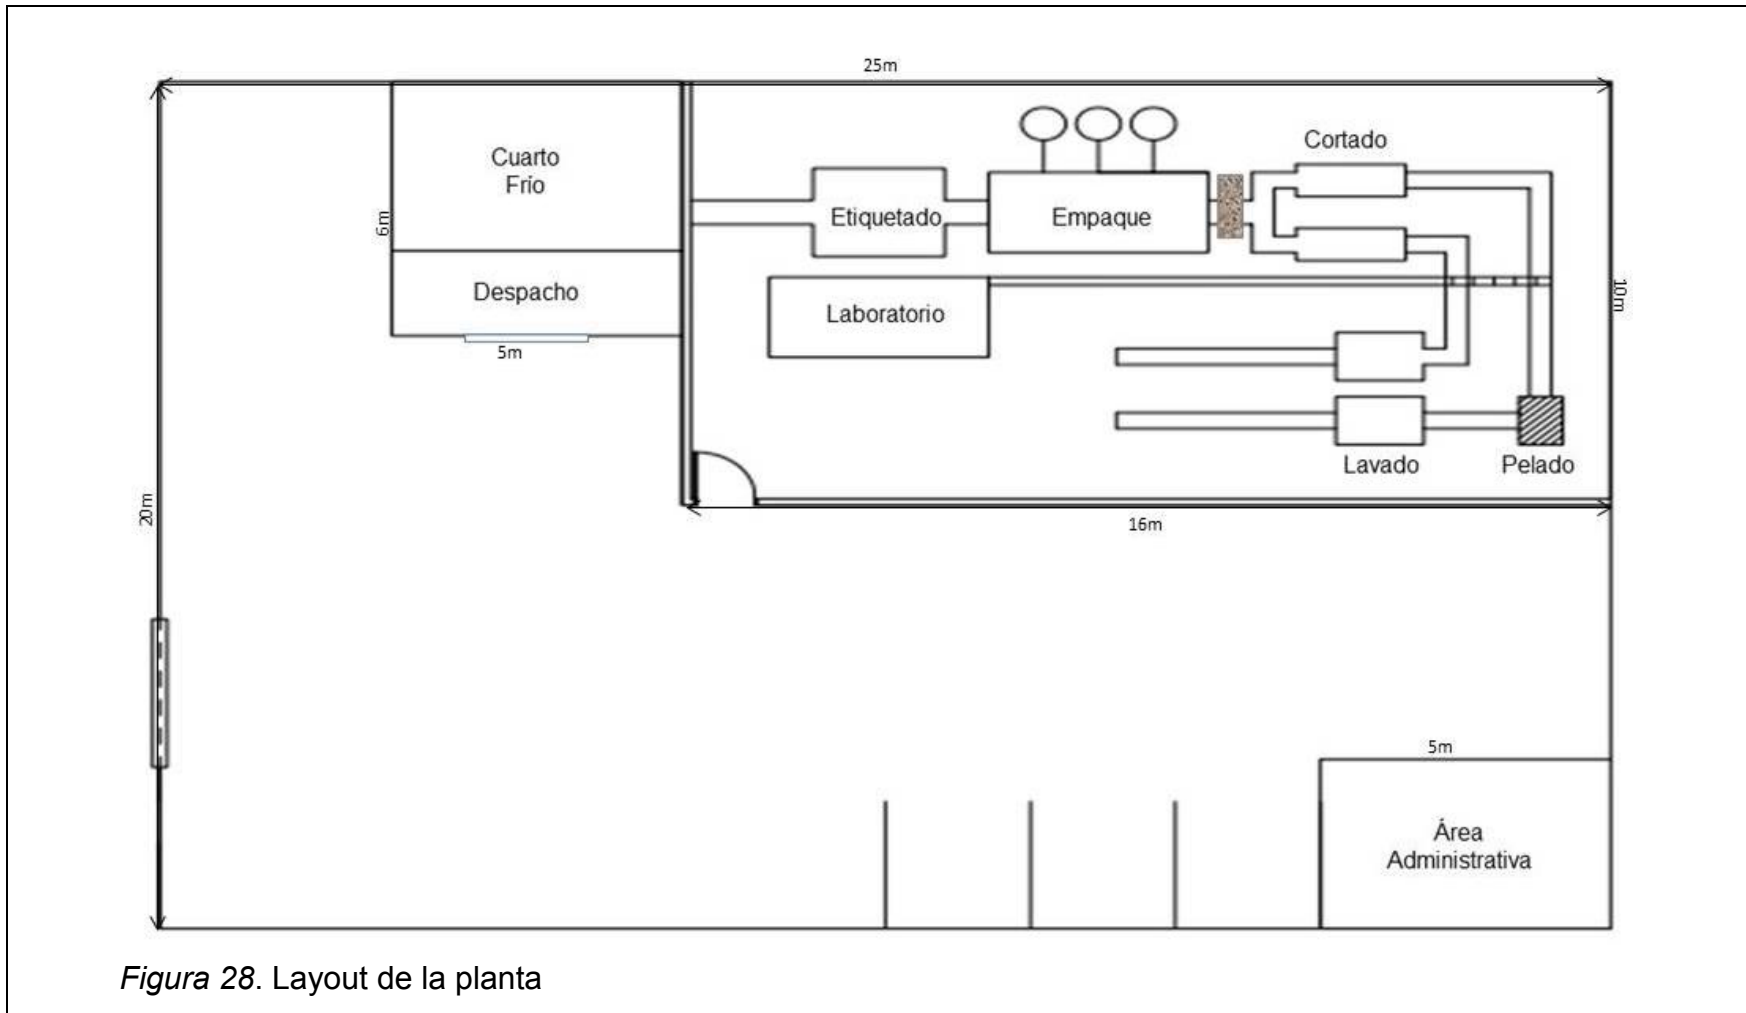 25m
Cortado
Cuarto
Frío
6m
Etiquetado
Empaque
Despacho
Laboratorio
10m
5m
Lavado
Pelado
20m
16m
5m
Área
Administrativa
Figura 28. Layout de la planta